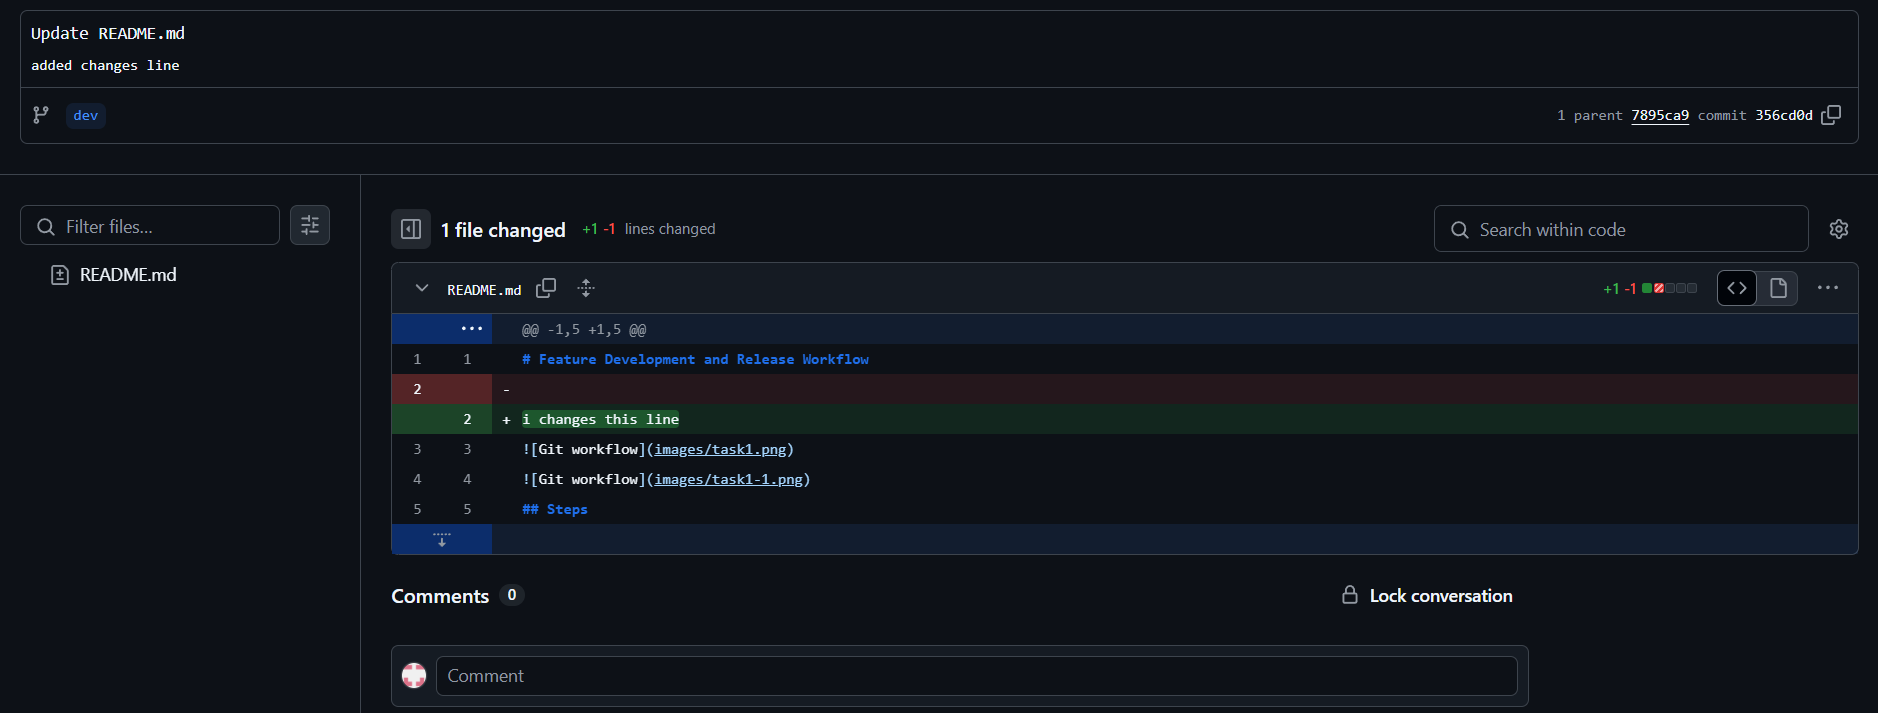 Update README.md
added changes line
dev
1 parent 7895ca9 commit 356cd0d
Filter files...
README.md
1 file changed +1 -1 lines changed
Search within code
README.md
+1 -1
@@ -1,5 +1,5 @@
1 1 # Feature Development and Release Workflow
2 -
2 + i changes this line
3 3 ![Git workflow](images/task1.png)
4 4 ![Git workflow](images/task1-1.png)
5 5 ## Steps
Comments 0
Lock conversation
Comment